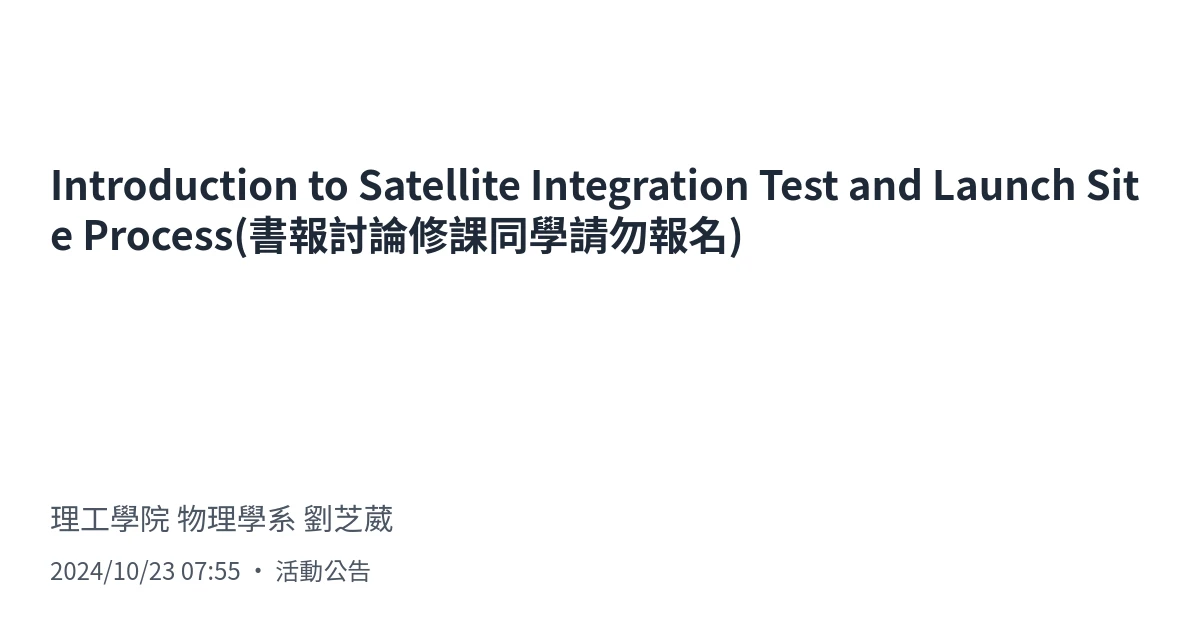 Introduction to Satellite Integration Test and Launch Sit
e Process(書報討論修課同學請勿報名)
理工學院 物理學系 劉芝葳
2024/10/23 07:55 · 活動公告